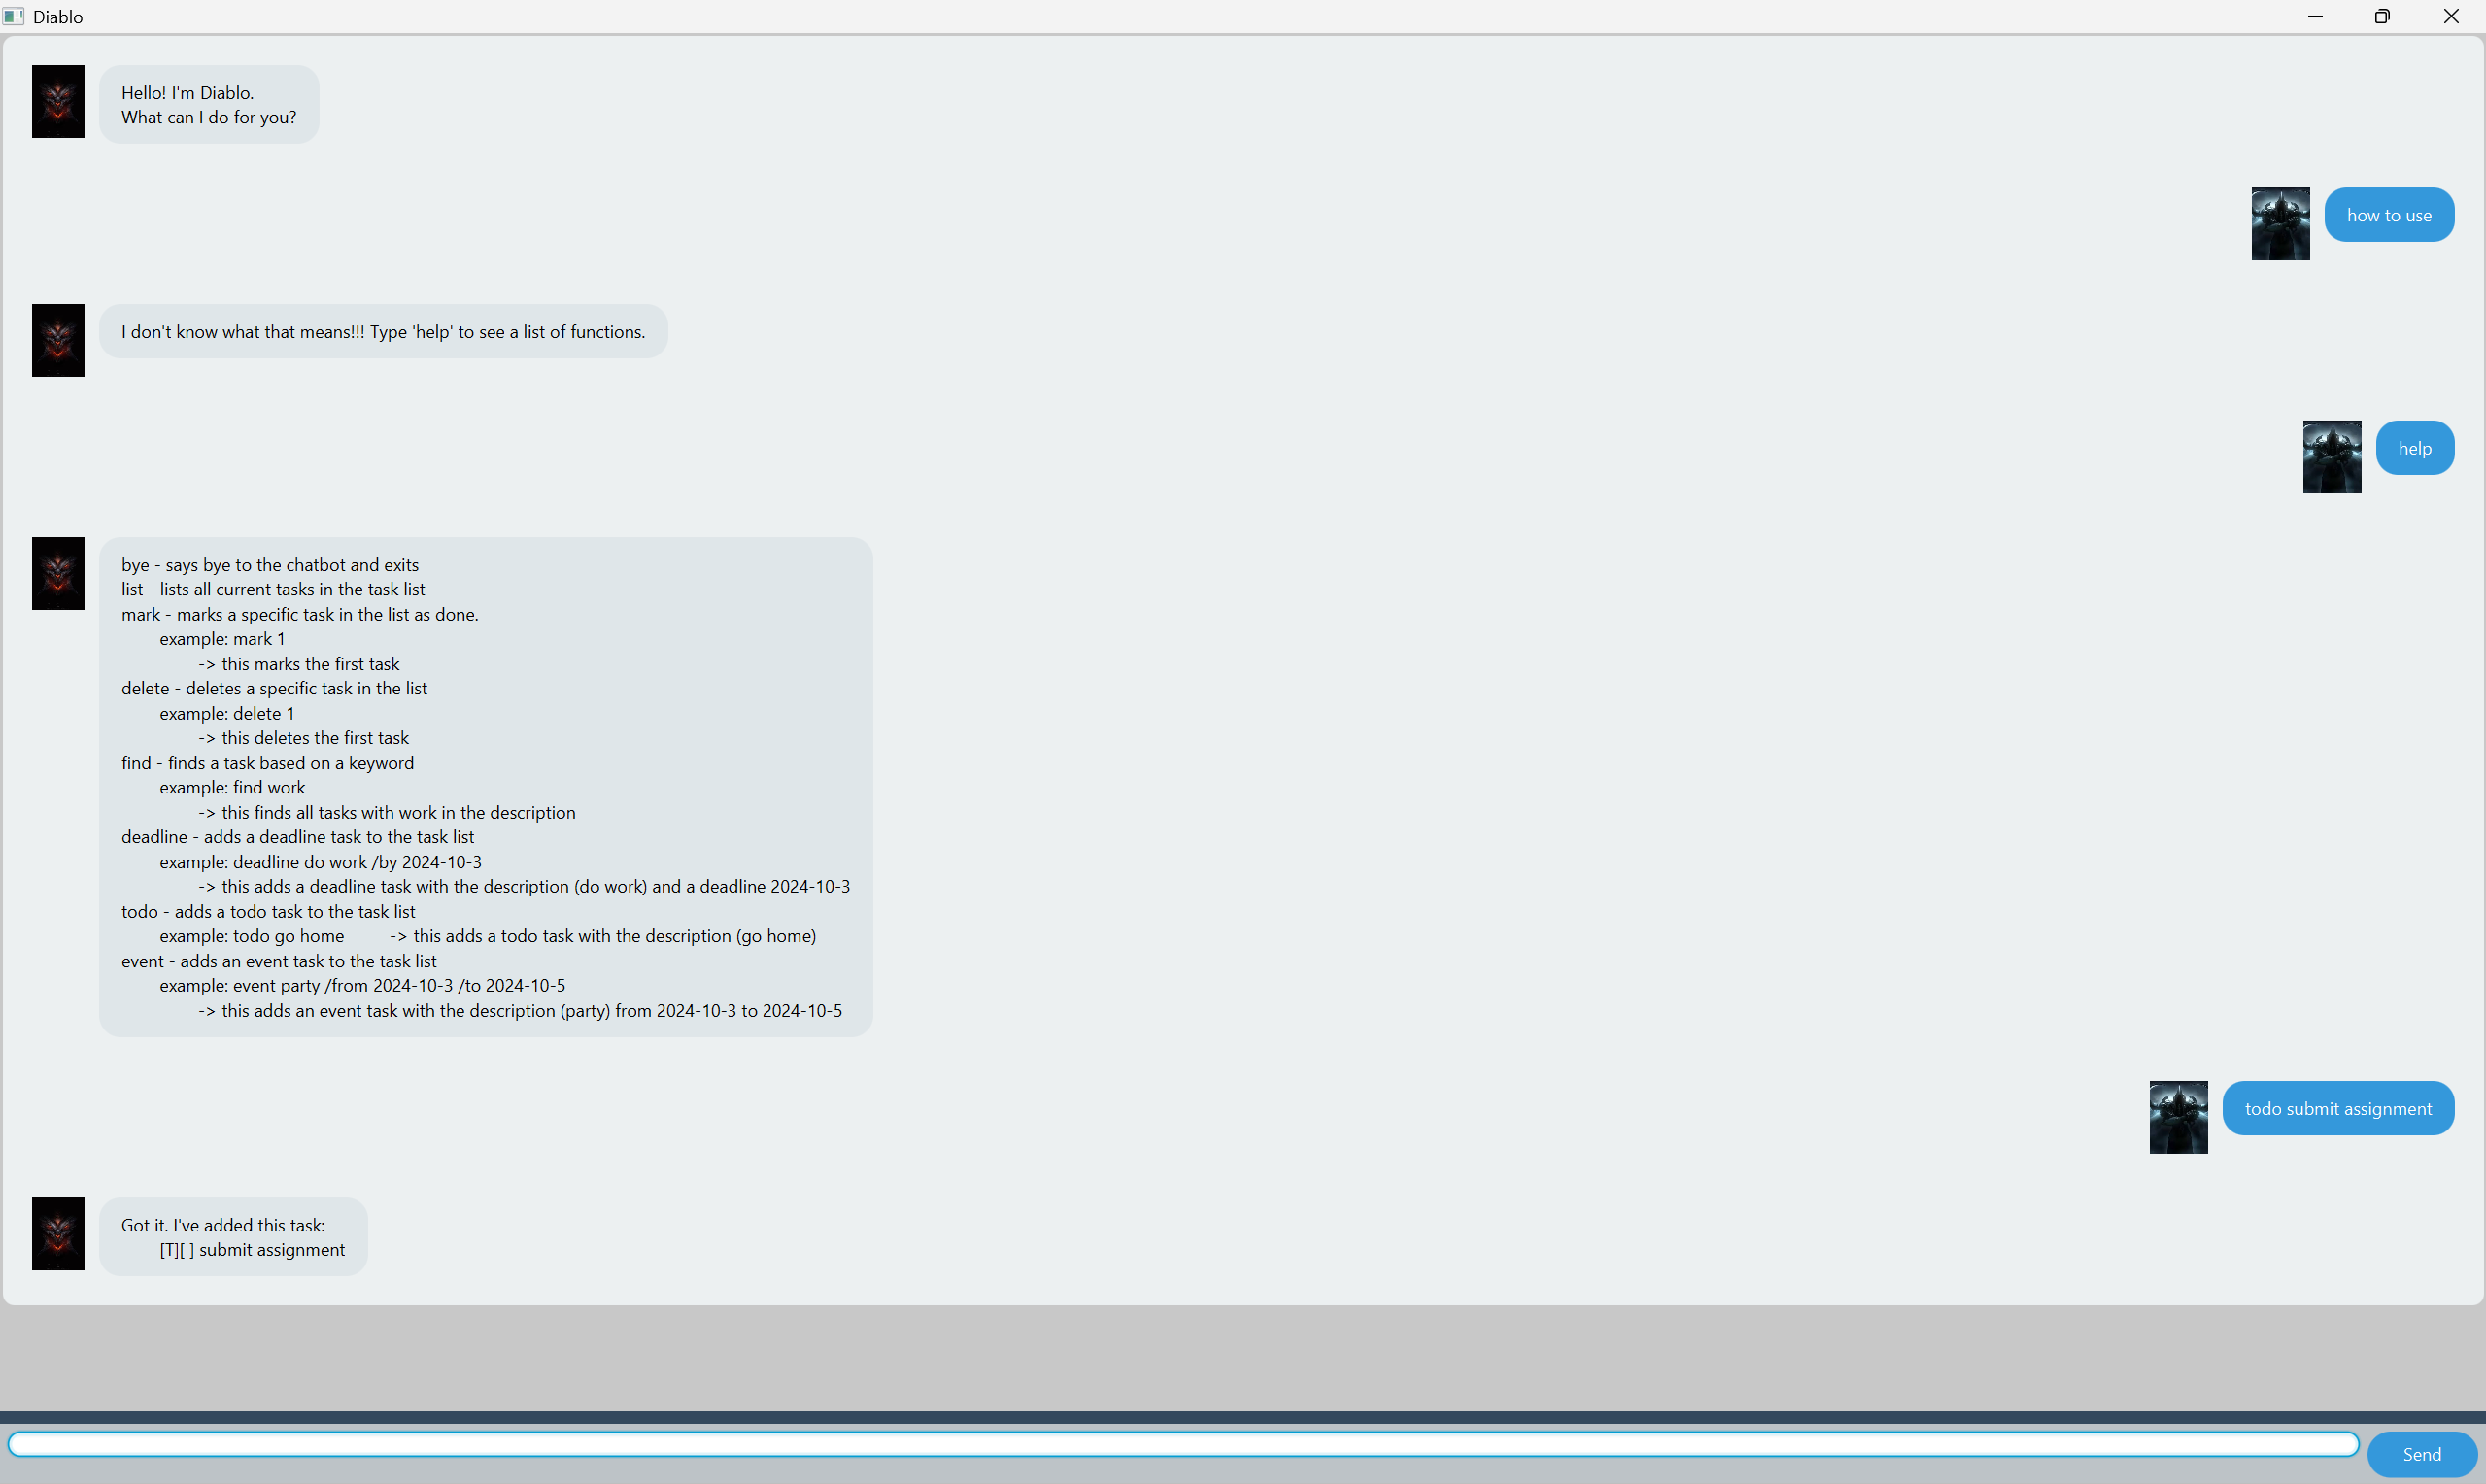 Diablo
Hello! I'm Diablo.
What can I do for you?
how to use
I don't know what that means!!! Type 'help' to see a list of functions.
help
bye - says bye to the chatbot and exits
list - lists all current tasks in the task list
mark - marks a specific task in the list as done.
example: mark 1
-> this marks the first task
delete - deletes a specific task in the list
example: delete 1
-> this deletes the first task
find - finds a task based on a keyword
example: find work
-> this finds all tasks with work in the description
deadline - adds a deadline task to the task list
example: deadline do work /by 2024-10-3
-> this adds a deadline task with the description (do work) and a deadline 2024-10-3
todo - adds a todo task to the task list
example: todo go home -> this adds a todo task with the description (go home)
event - adds an event task to the task list
example: event party /from 2024-10-3 /to 2024-10-5
-> this adds an event task with the description (party) from 2024-10-3 to 2024-10-5
todo submit assignment
Got it. I've added this task:
[T][ ] submit assignment
Send